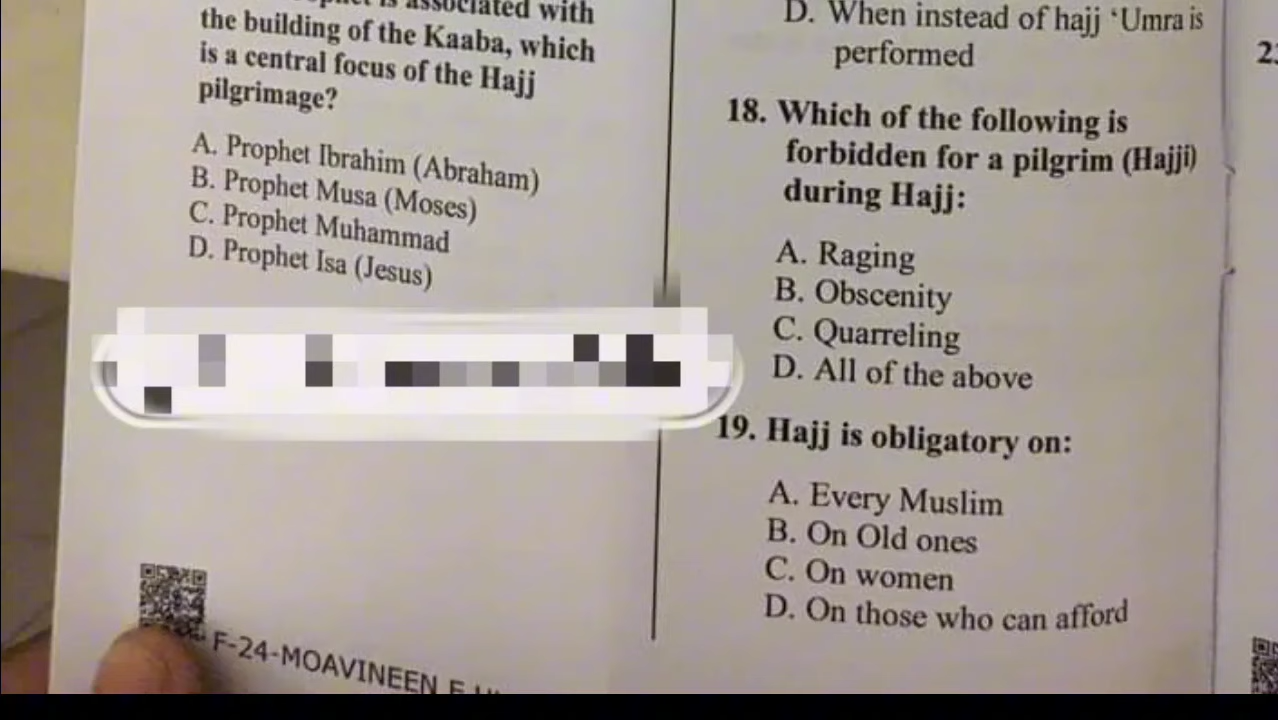 is associated with
the building of the Kaaba, which
is a central focus of the Hajj
pilgrimage?
A. Prophet Ibrahim (Abraham)
B. Prophet Musa (Moses)
C. Prophet Muhammad
D. Prophet Isa (Jesus)
F-24-MOAVINEEN
D. When instead of hajj ‘Umra is
performed
18. Which of the following is
forbidden for a pilgrim (Hajji)
during Hajj:
A. Raging
B. Obscenity
C. Quarreling
D. All of the above
19. Hajj is obligatory on:
A. Every Muslim
B. On Old ones
C. On women
D. On those who can afford